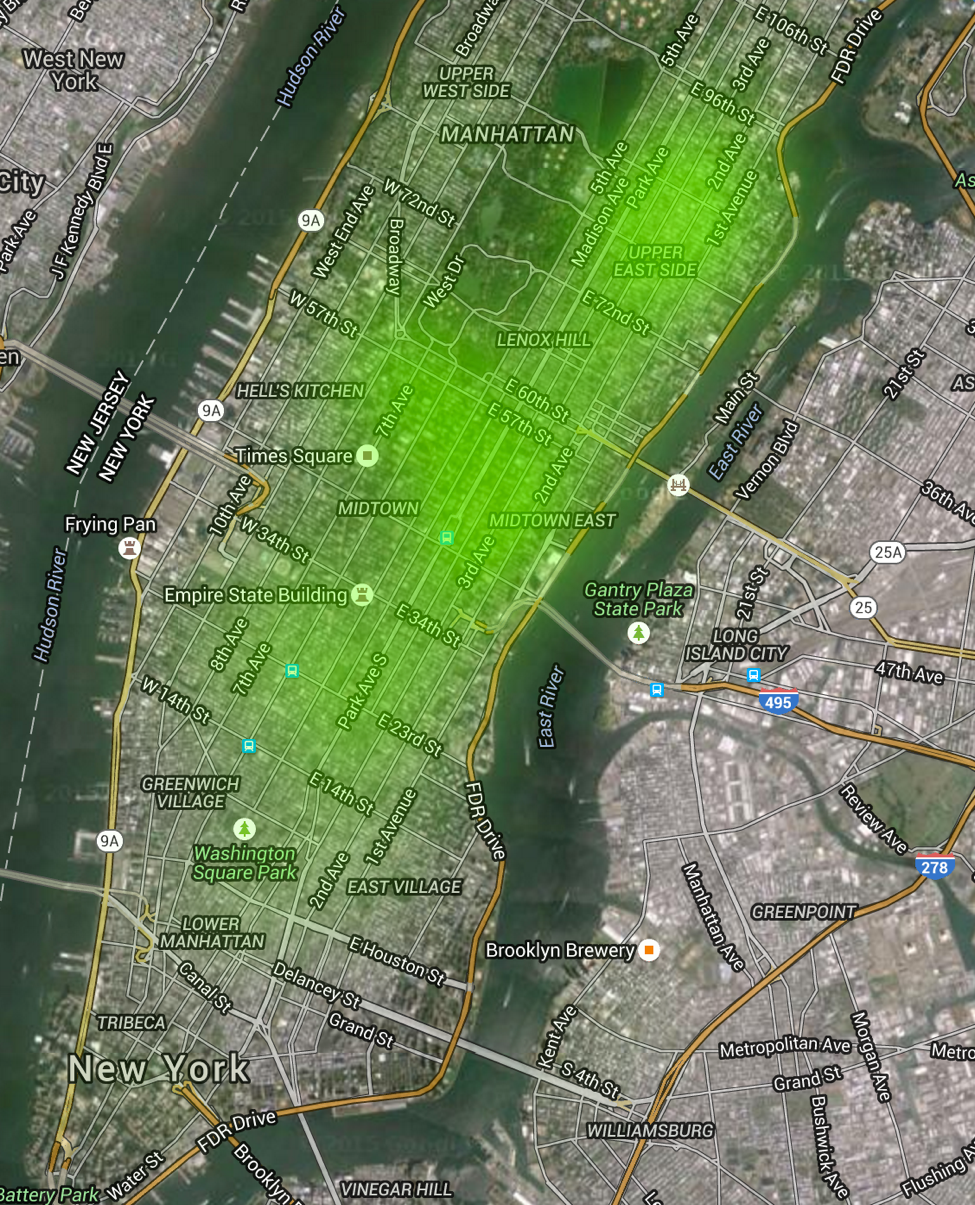 Hudson River
Broadwa
5th Ave
E 106th St
3rd Ave
FDR Drive
West New
York
UPPER
WEST SIDE
E 96th St
MANHATTAN
2nd Ave
City
JF Kennedy Blvd E
5th Ave
Park Ave
As
Park Ave
W 72nd St
Madison Ave
1st Avenue
9A
West End Ave
Broadway
UPPER
EAST SIDE
West Dr
W 57th St
E 72nd St
LENOX HILL
en
NEW JERSEY
NEW YORK
HELL'S KITCHEN
E 60th St
Main St
21st St
AS
9A
7th Ave
E 57th St
East River
Times Square
Vernon Blvd
2nd Ave
36th Av
10th Ave
MIDTOWN
MIDTOWN EAST
Frying Pan
W 34th St
3rd Ave
25A
Hudson River
Empire State Building
Gantry Plaza
State Park
21st St
25
E 34th St
8th Ave
7th Ave
LONG
ISLAND CITY
Park Ave S
47th Ave
W 14th St
East River
495
E 23rd St
GREENWICH
VILLAGE
E 14th St
FDR Drive
Review Ave
9A
1st Avenue
Washington
Square Park
278
2nd Ave
EAST VILLAGE
Manhattan Ave
GREENPOINT
LOWER
MANHATTAN
E Houston St
Brooklyn Brewery
Canal St
Delancey St
TRIBECA
Grand St
Kent Ave
Morgan Ave
Metropolitan Ave
Metro
New York
S 4th St
Grand St
FDR Drive
WILLIAMSBURG
Bushwick Ave
Water St
Brooklyn B
Flushing A
Battery Park
VINEGAR HILL